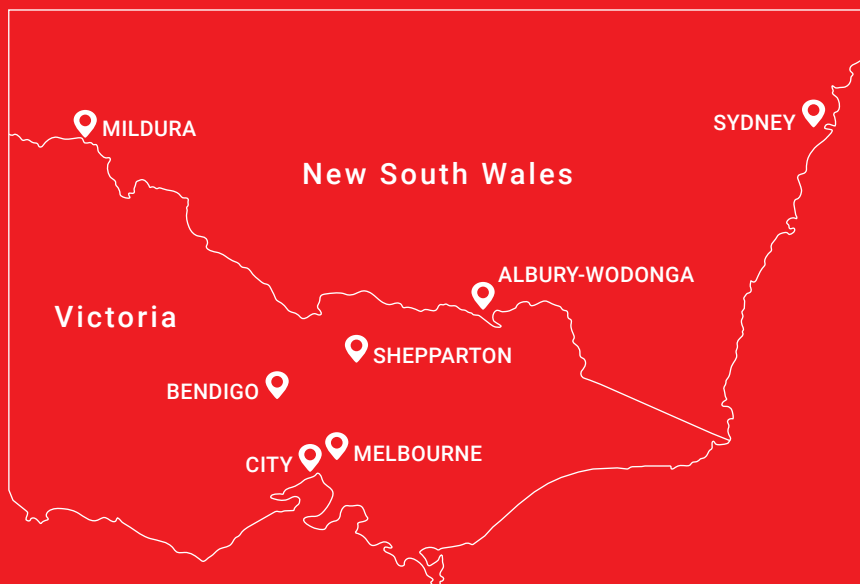 MILDURA
SYDNEY
New South Wales
ALBURY-WODONGA
Victoria
SHEPPARTON
BENDIGO
MELBOURNE
CITY